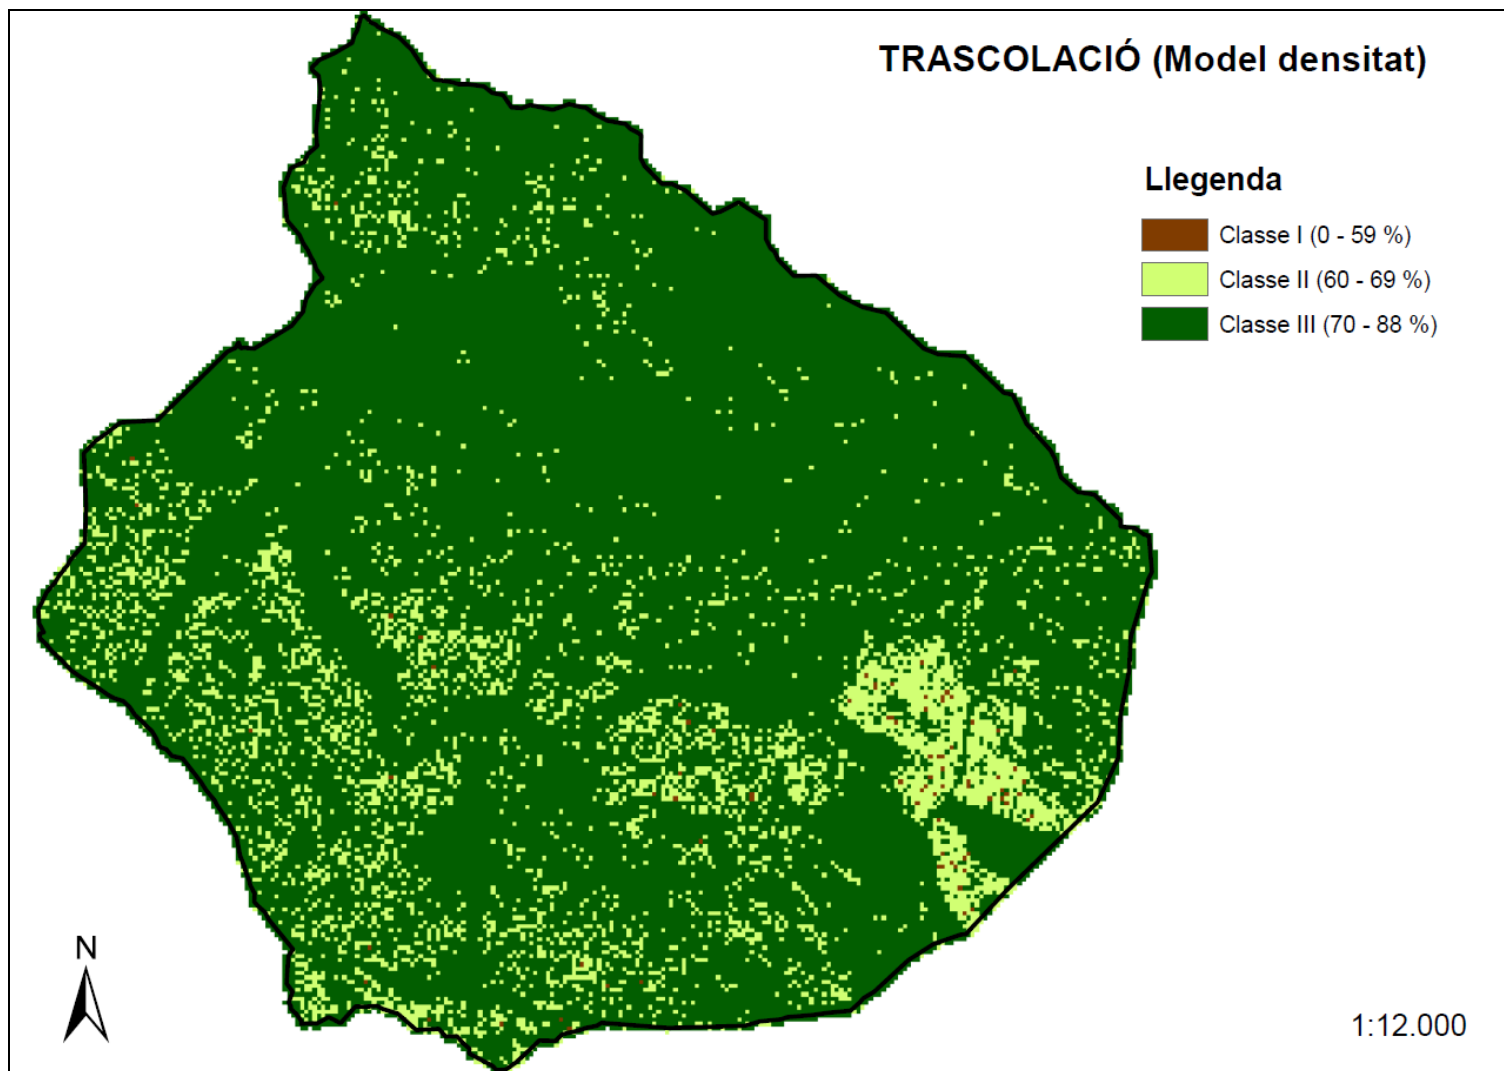 TRASCOLACIÓ (Model densitat)
Llegenda
Classe I (0 - 59 %)
Classe II (60 - 69 %)
Classe III (70 - 88 %)
N
1:12.000